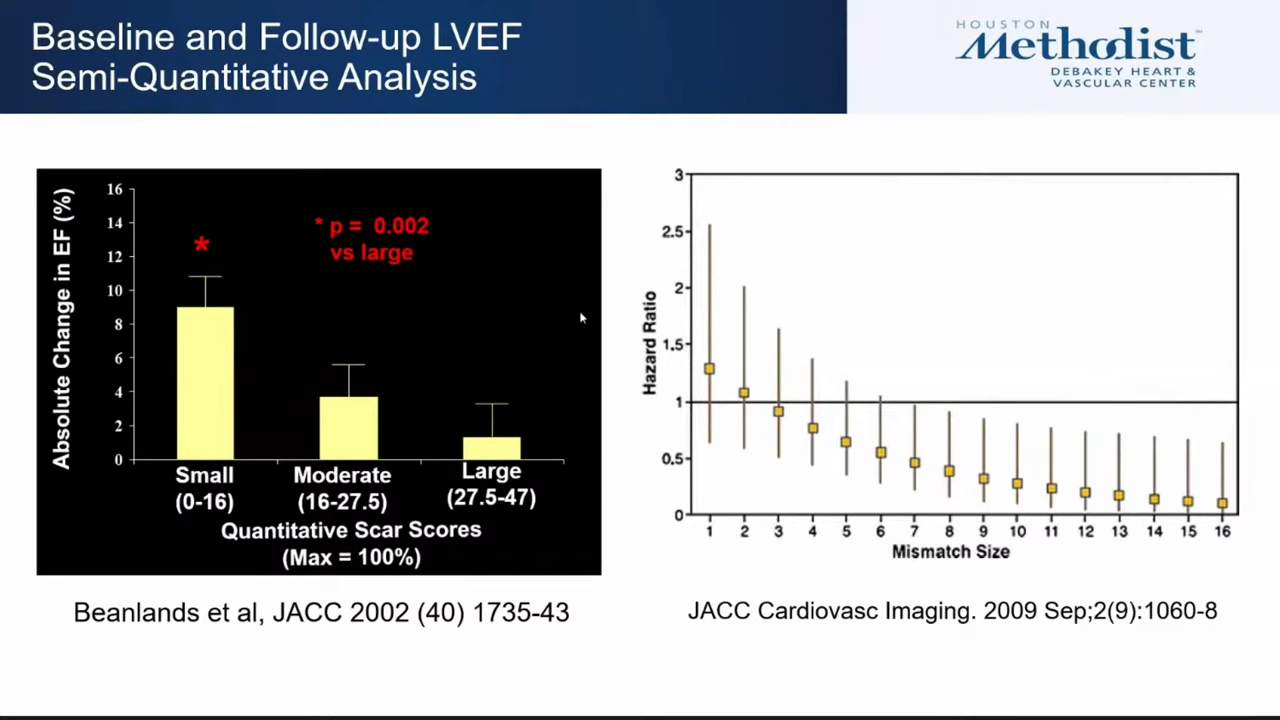 Baseline and Follow-up LVEF
Semi-Quantitative Analysis
HOUSTON
Methodist
DEBAKEY HEART &
VASCULAR CENTER
Absolute Change in EF (%)
16
14
12
10
8
6
4
2
0
*
* p = 0.002
vs large
Small
(0-16)
Moderate
(16-27.5)
Large
(27.5-47)
Quantitative Scar Scores
(Max = 100%)
Beanlands et al, JACC 2002 (40) 1735-43
Hazard Ratio
3
2.5
2
1.5
1
0.5
0
1 2 3 4 5 6 7 8 9 10 11 12 13 14 15 16
Mismatch Size
JACC Cardiovasc Imaging. 2009 Sep;2(9):1060-8